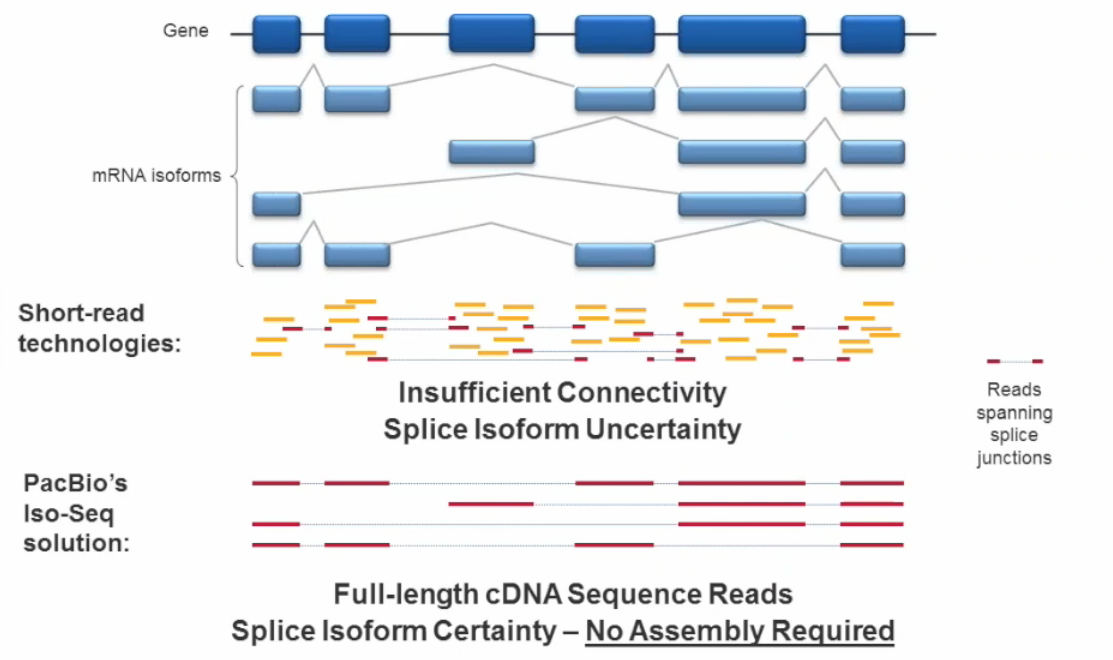 Gene
mRNA isoforms
Short-read
technologies:
Insufficient Connectivity
Splice Isoform Uncertainty
Reads
spanning
splice
junctions
PacBio's
Iso-Seq
solution:
Full-length cDNA Sequence Reads
Splice Isoform Certainty – No Assembly Required